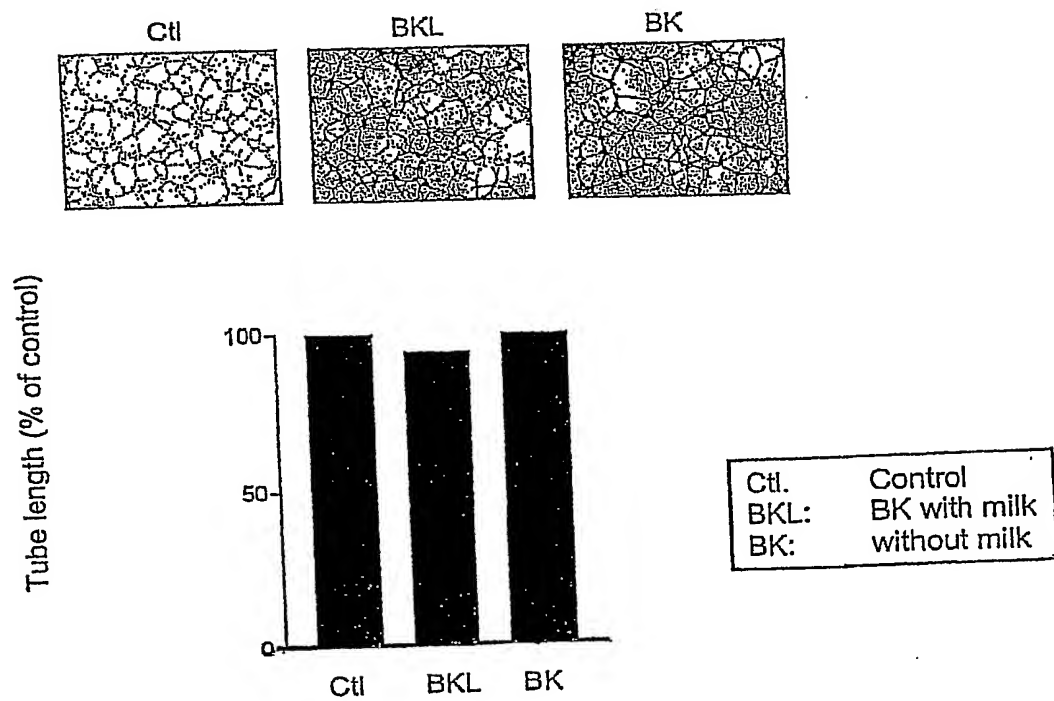 Ctl
BKL
BK
Tube length (% of control)
100
50
0
Ctl
BKL
BK
Ctl. Control
BKL: BK with milk
BK: without milk